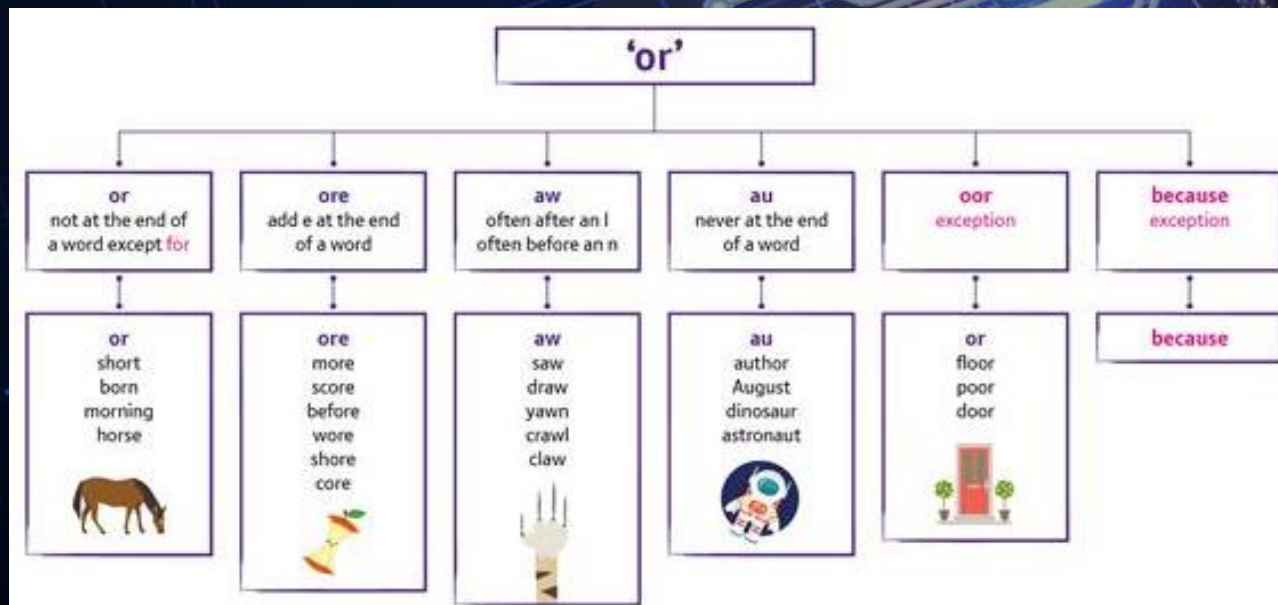 ‘or’
or
not at the end of
a word except for
ore
add e at the end
of a word
aw
often after an l
often before an n
au
never at the end
of a word
oor
exception
because
exception
or
short
born
morning
horse
ore
more
score
before
wore
shore
core
aw
saw
draw
yawn
crawl
claw
au
author
August
dinosaur
astronaut
or
floor
poor
door
because